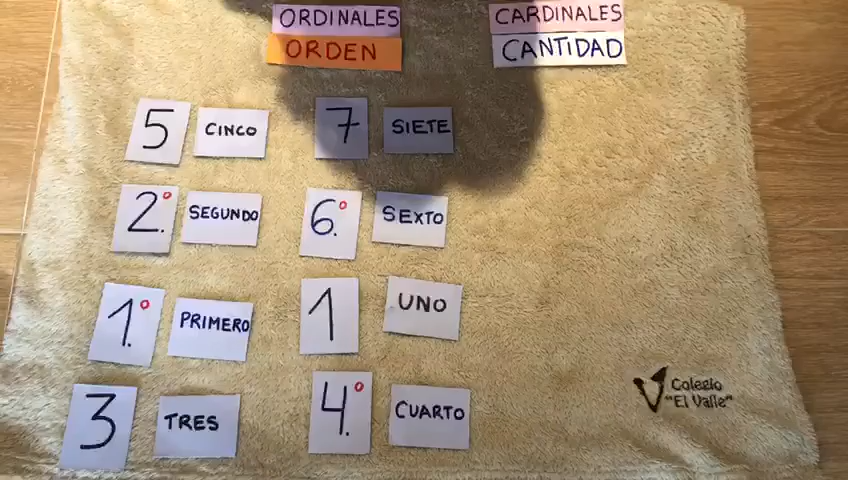 ORDINALES
ORDEN
CARDINALES
CANTIDAD
5 CINCO
7 SIETE
2.º SEGUNDO
6.º SEXTO
1.º PRIMERO
1 UNO
3 TRES
4.º CUARTO
Colegio
"El Valle"